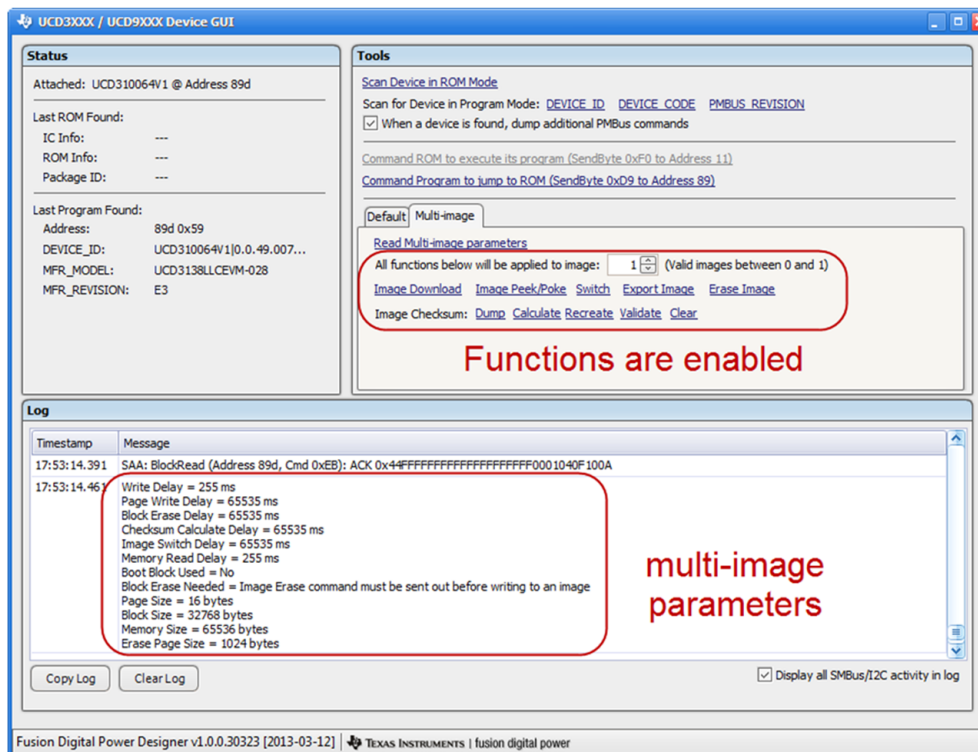 UCD3XXX / UCD9XXX Device GUI
Status
Attached: UCD310064V1 @ Address 89d
Last ROM Found:
IC Info: ---
ROM Info: ---
Package ID: ---
Last Program Found:
Address: 89d 0x59
DEVICE_ID: UCD310064V1|0.0.49.007...
MFR_MODEL: UCD3138LLCEVM-028
MFR_REVISION: E3
Tools
Scan Device in ROM Mode
Scan for Device in Program Mode: DEVICE_ID DEVICE_CODE PMBUS_REVISION
When a device is found, dump additional PMBus commands
Command ROM to execute its program (SendByte 0xF0 to Address 11)
Command Program to jump to ROM (SendByte 0xD9 to Address 89)
Default Multi-image
Read Multi-image parameters
All functions below will be applied to image: 1 (Valid images between 0 and 1)
Image Download Image Peek/Poke Switch Export Image Erase Image
Image Checksum: Dump Calculate Recreate Validate Clear
Functions are enabled
Log
Timestamp Message
17:53:14.391 SAA: BlockRead (Address 89d, Cmd 0xEB): ACK 0x44FFFFFFFFFFFFFFFFFFFF0001040F100A
17:53:14.461 Write Delay = 255 ms
Page Write Delay = 65535 ms
Block Erase Delay = 65535 ms
Checksum Calculate Delay = 65535 ms
Image Switch Delay = 65535 ms
Memory Read Delay = 255 ms
Boot Block Used = No
Block Erase Needed = Image Erase command must be sent out before writing to an image
Page Size = 16 bytes
Block Size = 32768 bytes
Memory Size = 65536 bytes
Erase Page Size = 1024 bytes
multi-image
parameters
Copy Log Clear Log Display all SMBus/I2C activity in log
Fusion Digital Power Designer v1.0.0.30323 [2013-03-12] TEXAS INSTRUMENTS | fusion digital power